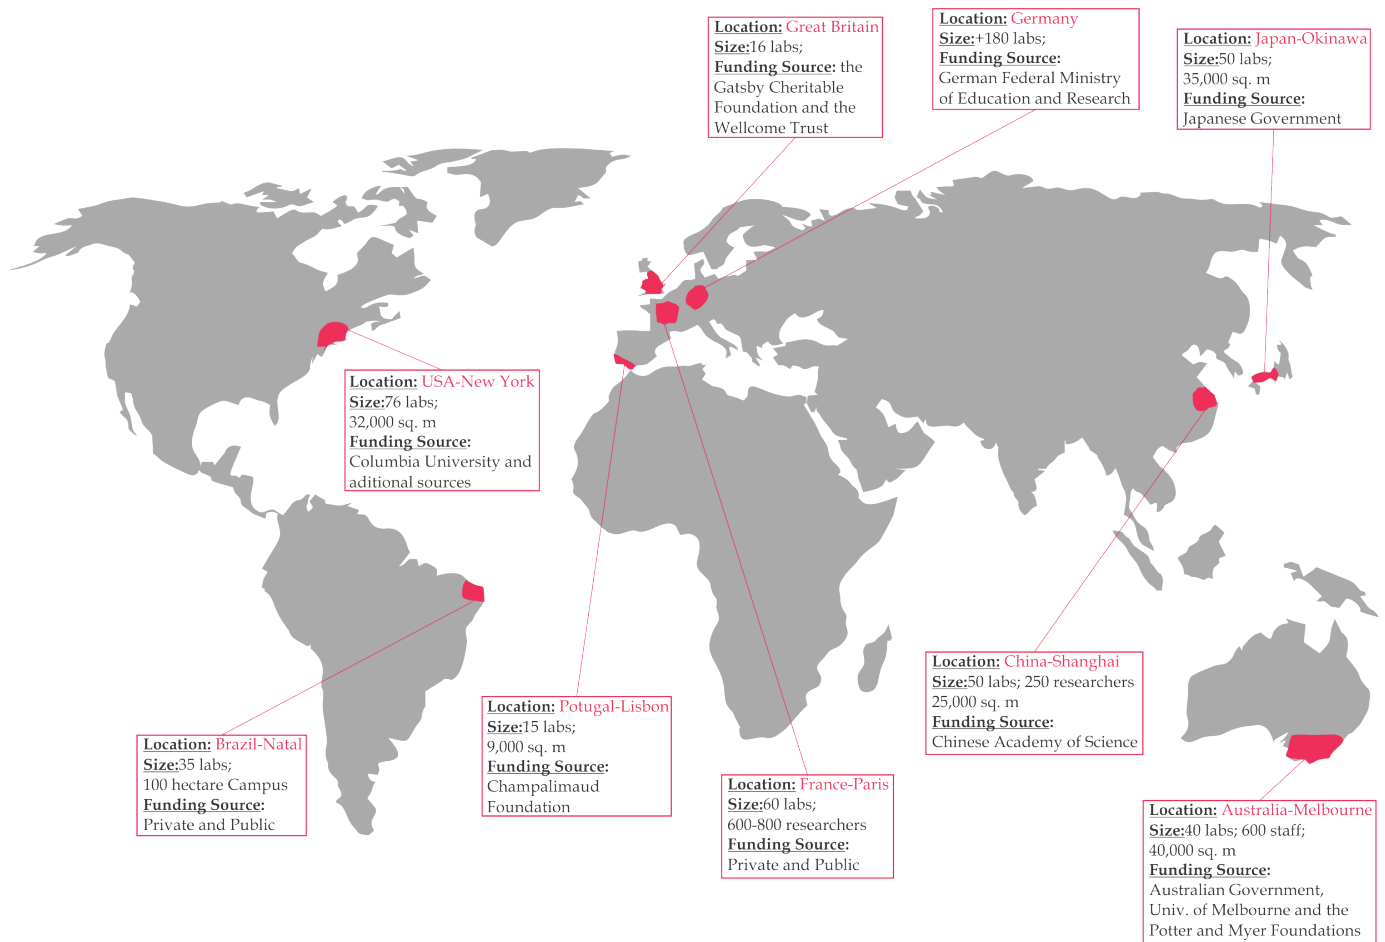 Location: Great Britain
Size:16 labs;
Funding Source: the
Gatsby Cheritable
Foundation and the
Wellcome Trust
Location: Germany
Size:+180 labs;
Funding Source:
German Federal Ministry
of Education and Research
Location: Japan-Okinawa
Size:50 labs;
35,000 sq. m
Funding Source:
Japanese Government
Location: USA-New York
Size:76 labs;
32,000 sq. m
Funding Source:
Columbia University and
aditional sources
Location: Brazil-Natal
Size:35 labs;
100 hectare Campus
Funding Source:
Private and Public
Location: Potugal-Lisbon
Size:15 labs;
9,000 sq. m
Funding Source:
Champalimaud
Foundation
Location: France-Paris
Size:60 labs;
600-800 researchers
Funding Source:
Private and Public
Location: China-Shanghai
Size:50 labs; 250 researchers
25,000 sq. m
Funding Source:
Chinese Academy of Science
Location: Australia-Melbourne
Size:40 labs; 600 staff;
40,000 sq. m
Funding Source:
Australian Government,
Univ. of Melbourne and the
Potter and Myer Foundations